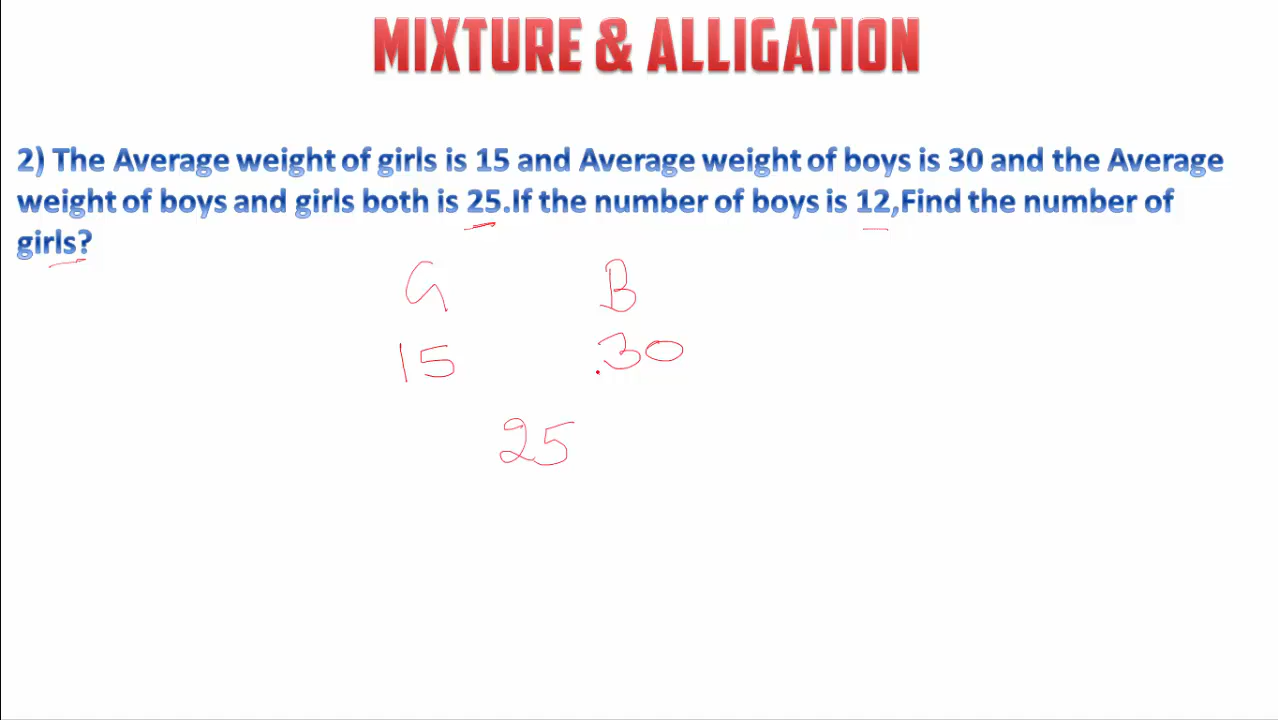 MIXTURE & ALLIGATION
2) The Average weight of girls is 15 and Average weight of boys is 30 and the Average
weight of boys and girls both is 25.If the number of boys is 12,Find the number of
girls?
G B
15 30
25